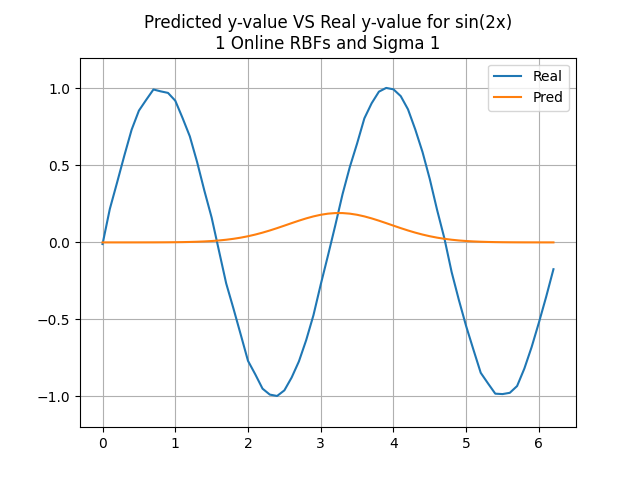 Predicted y-value VS Real y-value for sin(2x)
1 Online RBFs and Sigma 1
Real
Pred
1.0
0.5
0.0
−0.5
−1.0
0 1 2 3 4 5 6